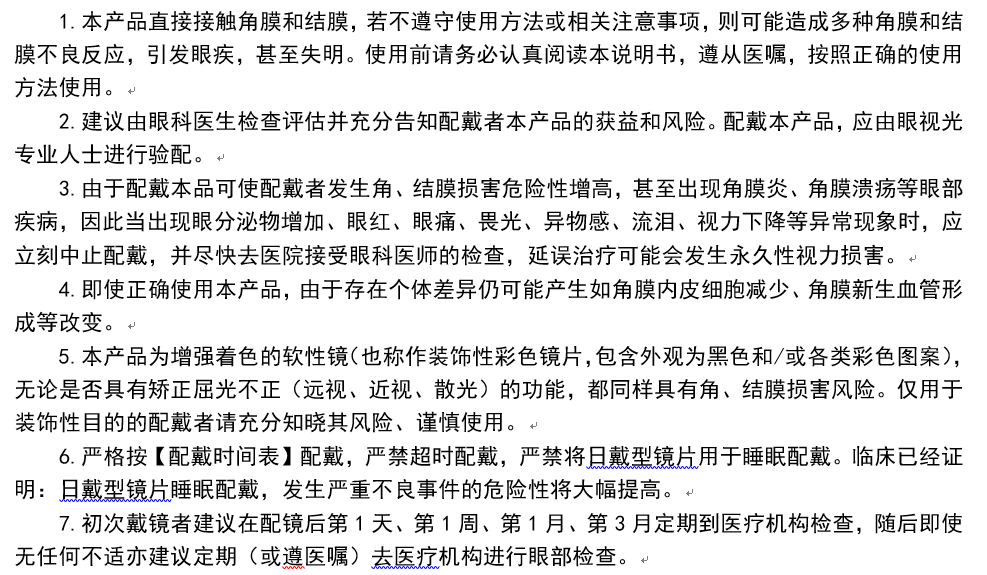 1.本产品直接接触角膜和结膜，若不遵守使用方法或相关注意事项，则可能造成多种角膜和结
膜不良反应，引发眼疾，甚至失明。使用前请务必认真阅读本说明书，遵从医嘱，按照正确的使用
方法使用。
2.建议由眼科医生检查评估并充分告知配戴者本产品的获益和风险。配戴本产品，应由眼视光
专业人士进行验配。
3.由于配戴本品可使配戴者发生角、结膜损害危险性增高，甚至出现角膜炎、角膜溃疡等眼部
疾病，因此当出现眼分泌物增加、眼红、眼痛、畏光、异物感、流泪、视力下降等异常现象时，应
立刻中止配戴，并尽快去医院接受眼科医师的检查，延误治疗可能会发生永久性视力损害。
4.即使正确使用本产品，由于存在个体差异仍可能产生如角膜内皮细胞减少、角膜新生血管形
成等改变。
5.本产品为增强着色的软性镜(也称作装饰性彩色镜片,包含外观为黑色和/或各类彩色图案)，
无论是否具有矫正屈光不正（远视、近视、散光）的功能，都同样具有角、结膜损害风险。仅用于
装饰性目的的配戴者请充分知晓其风险、谨慎使用。
6.严格按【配戴时间表】配戴，严禁超时配戴，严禁将日戴型镜片用于睡眠配戴。临床已经证
明：日戴型镜片睡眠配戴，发生严重不良事件的危险性将大幅提高。
7.初次戴镜者建议在配镜后第1天、第1周、第1月、第3月定期到医疗机构检查，随后即使
无任何不适亦建议定期（或遵医嘱）去医疗机构进行眼部检查。